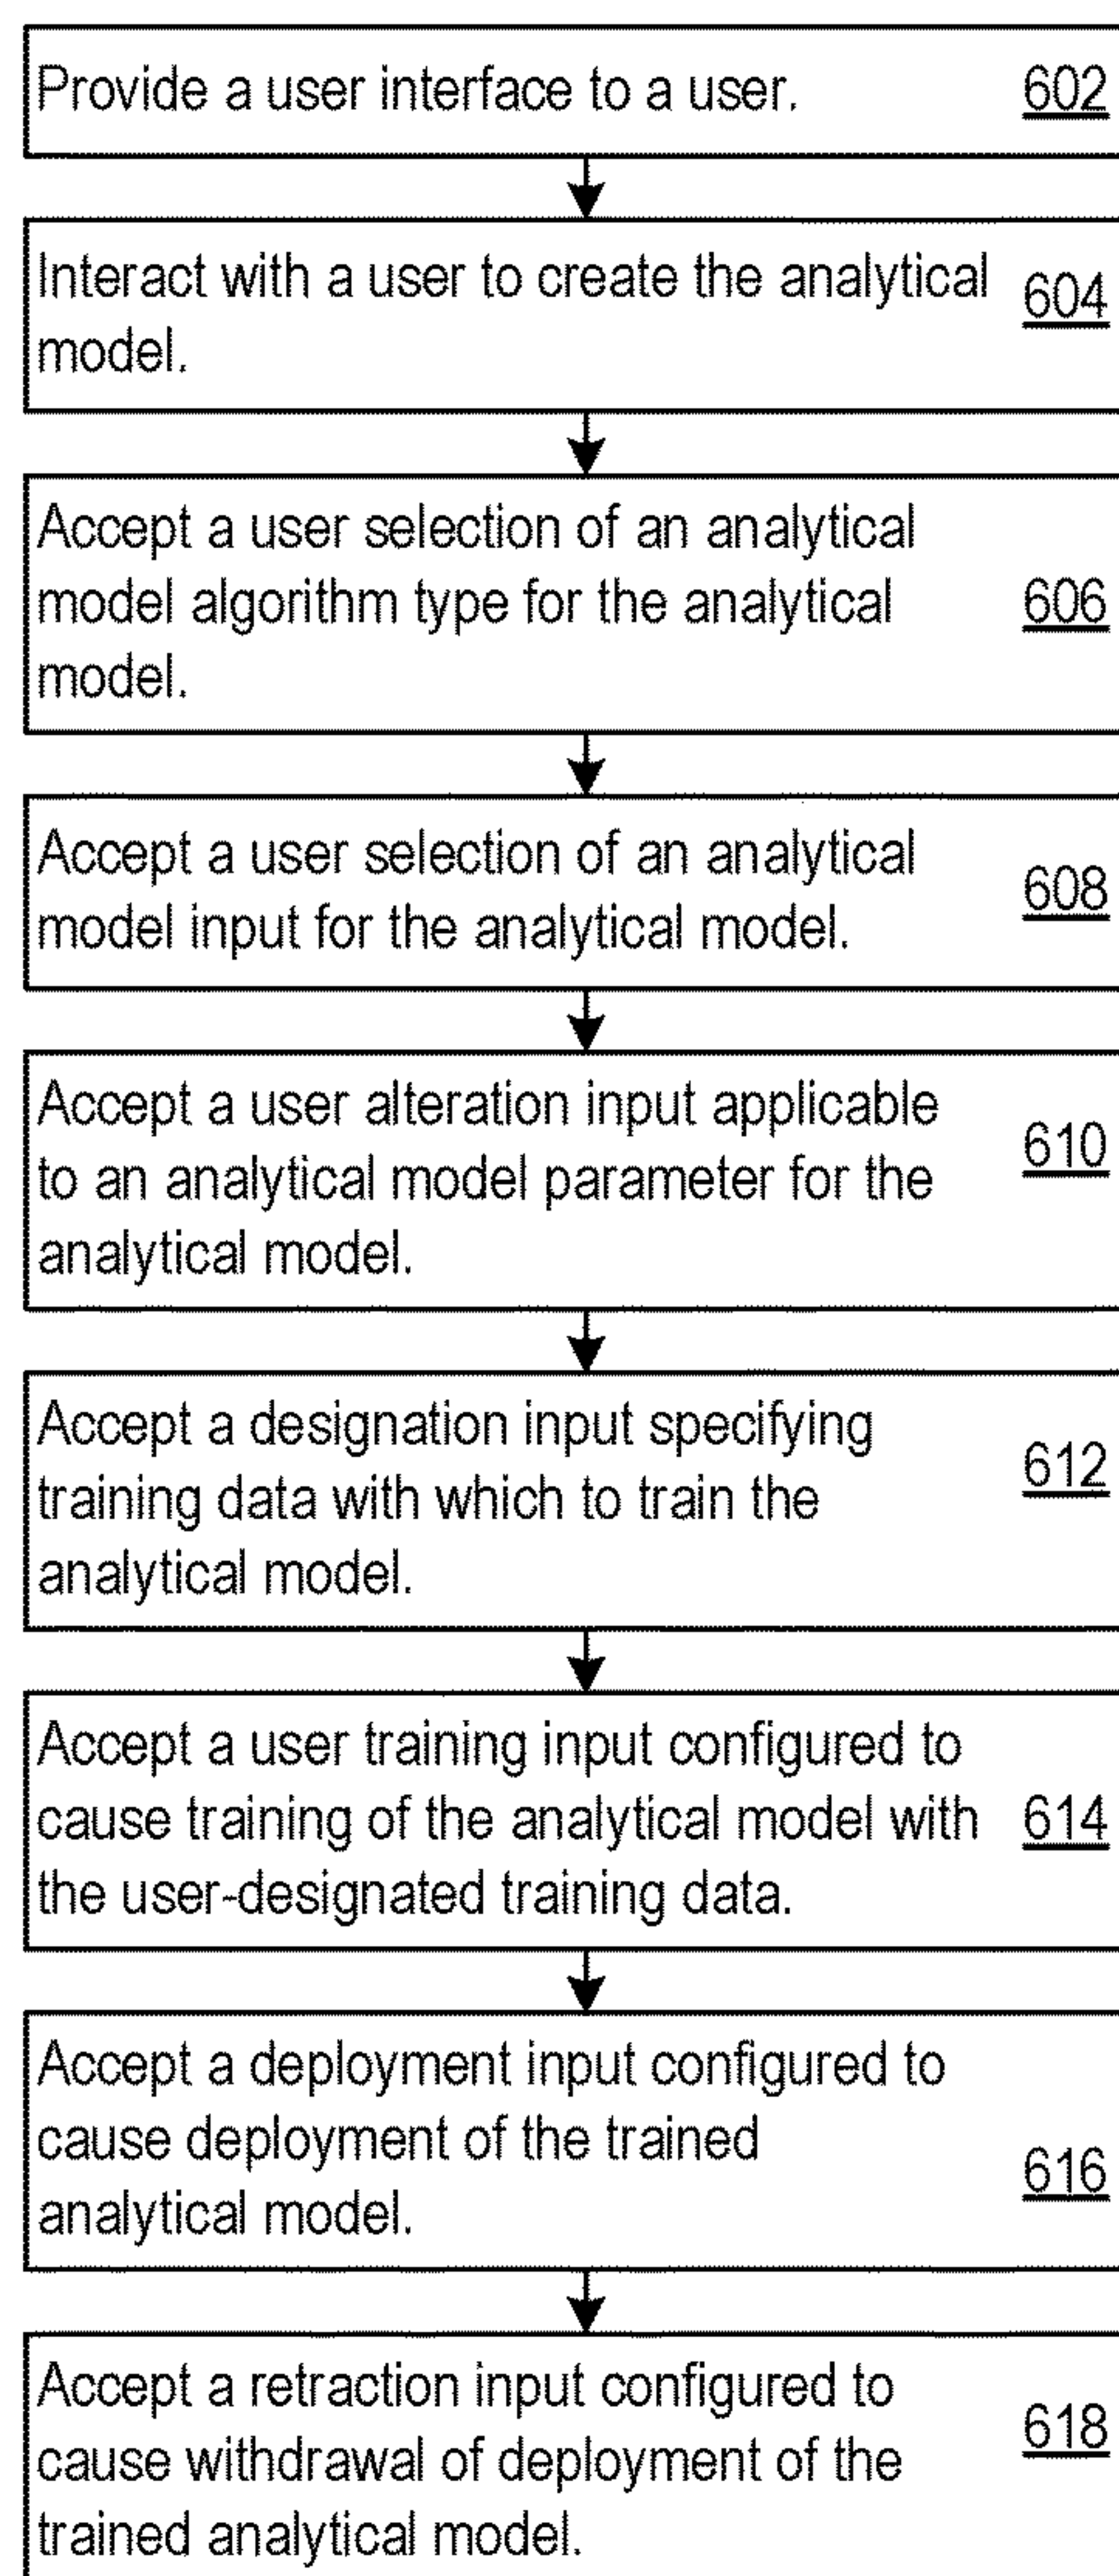 Provide a user interface to a user. 602
Interact with a user to create the analytical 604
model.
Accept a user selection of an analytical
model algorithm type for the analytical 606
model.
Accept a user selection of an analytical 608
model input for the analytical model.
Accept a user alteration input applicable 610
to an analytical model parameter for the
analytical model.
Accept a designation input specifying 612
training data with which to train the
analytical model.
Accept a user training input configured to
cause training of the analytical model with 614
the user-designated training data.
Accept a deployment input configured to
cause deployment of the trained 616
analytical model.
Accept a retraction input configured to 618
cause withdrawal of deployment of the
trained analytical model.